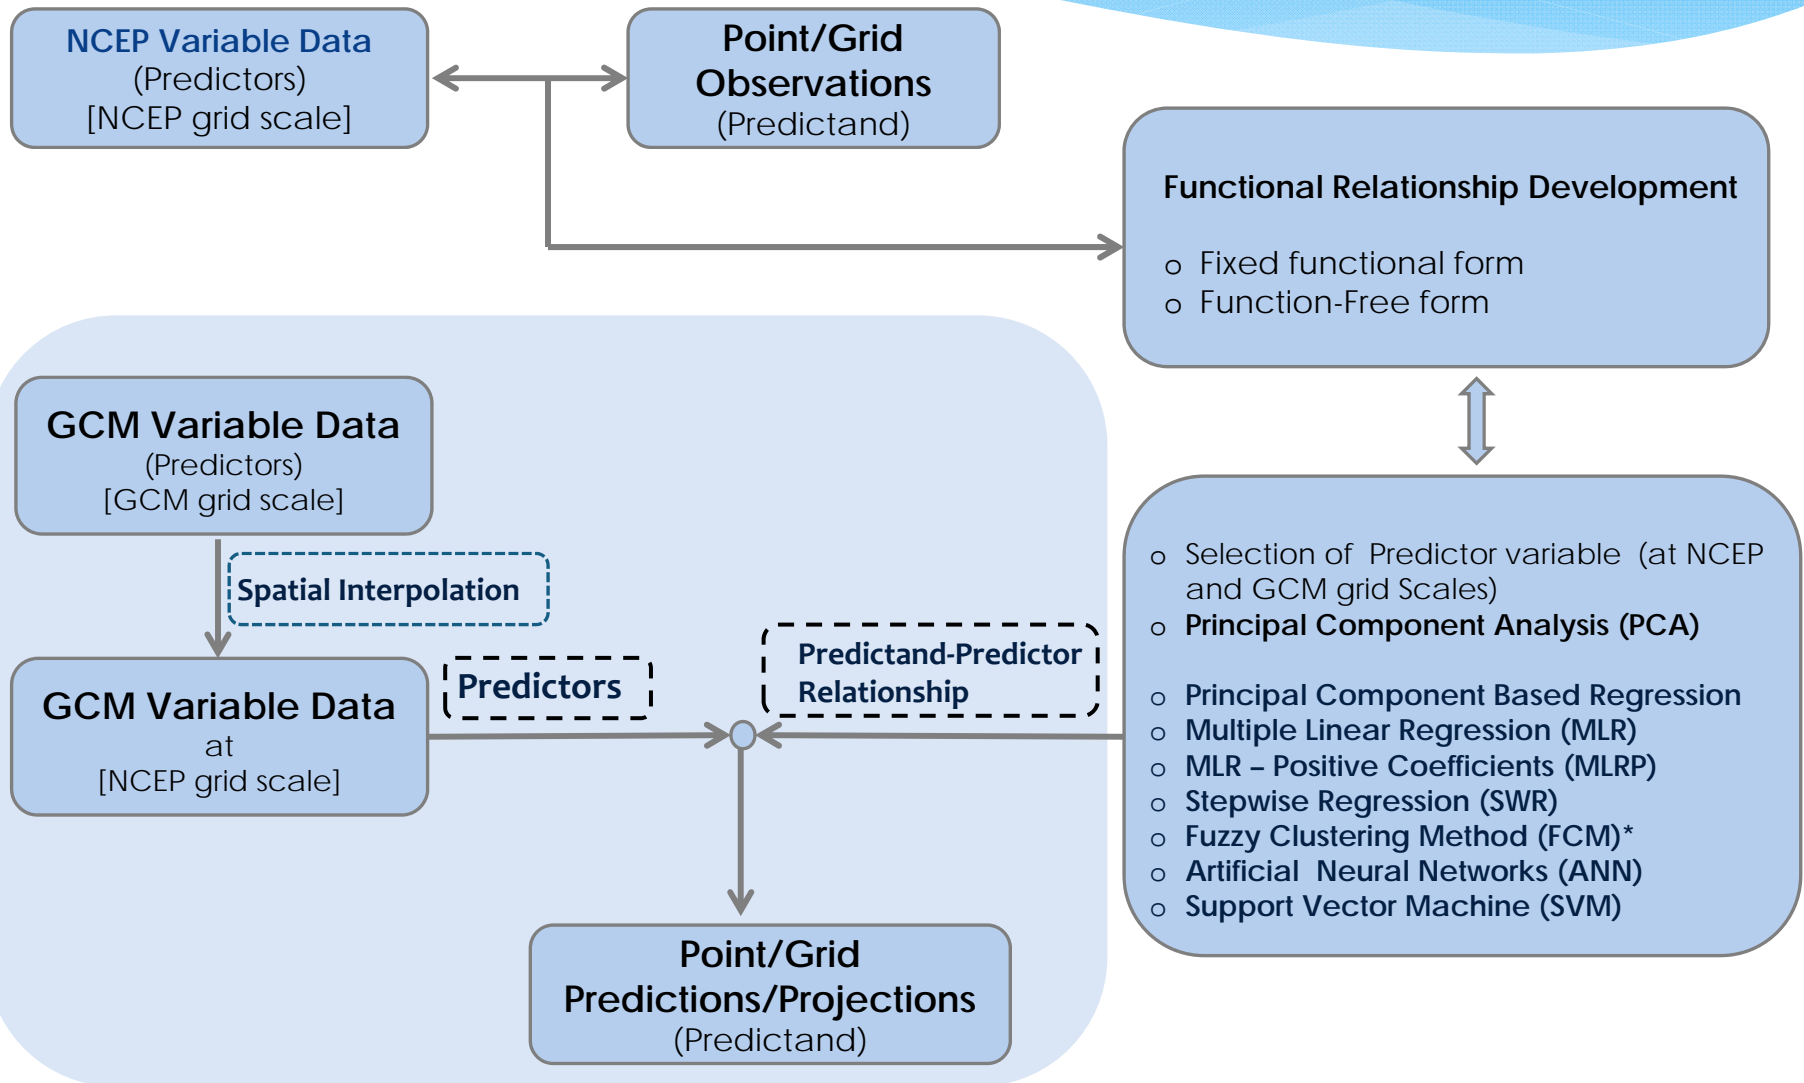 NCEP Variable Data
(Predictors)
[NCEP grid scale]
Point/Grid
Observations
(Predictand)
Functional Relationship Development
o Fixed functional form
o Function-Free form
GCM Variable Data
(Predictors)
[GCM grid scale]
Spatial Interpolation
GCM Variable Data
at
[NCEP grid scale]
Predictors
Predictand-Predictor
Relationship
o Selection of Predictor variable (at NCEP
and GCM grid Scales)
o Principal Component Analysis (PCA)
o Principal Component Based Regression
o Multiple Linear Regression (MLR)
o MLR – Positive Coefficients (MLRP)
o Stepwise Regression (SWR)
o Fuzzy Clustering Method (FCM)*
o Artificial Neural Networks (ANN)
o Support Vector Machine (SVM)
Point/Grid
Predictions/Projections
(Predictand)